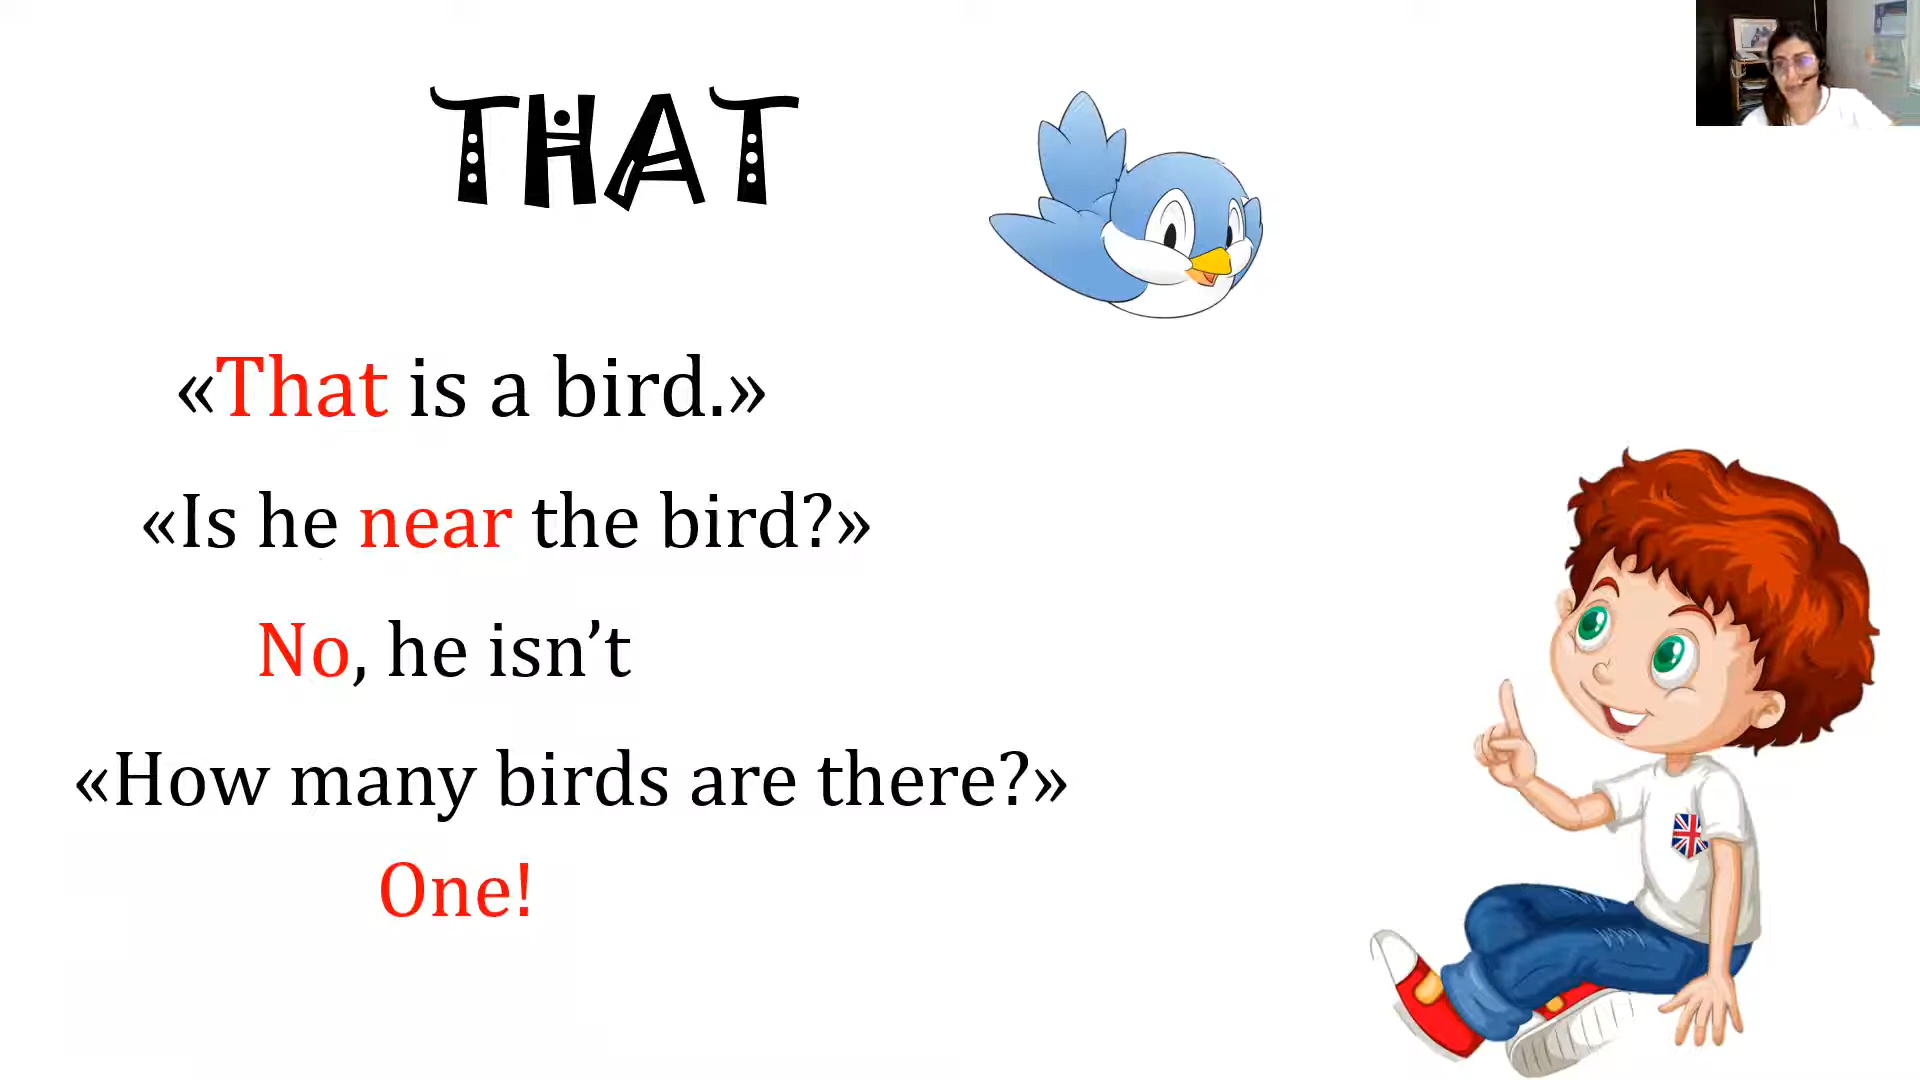 THAT
«That is a bird.»
«Is he near the bird?»
No, he isn’t
«How many birds are there?»
One!